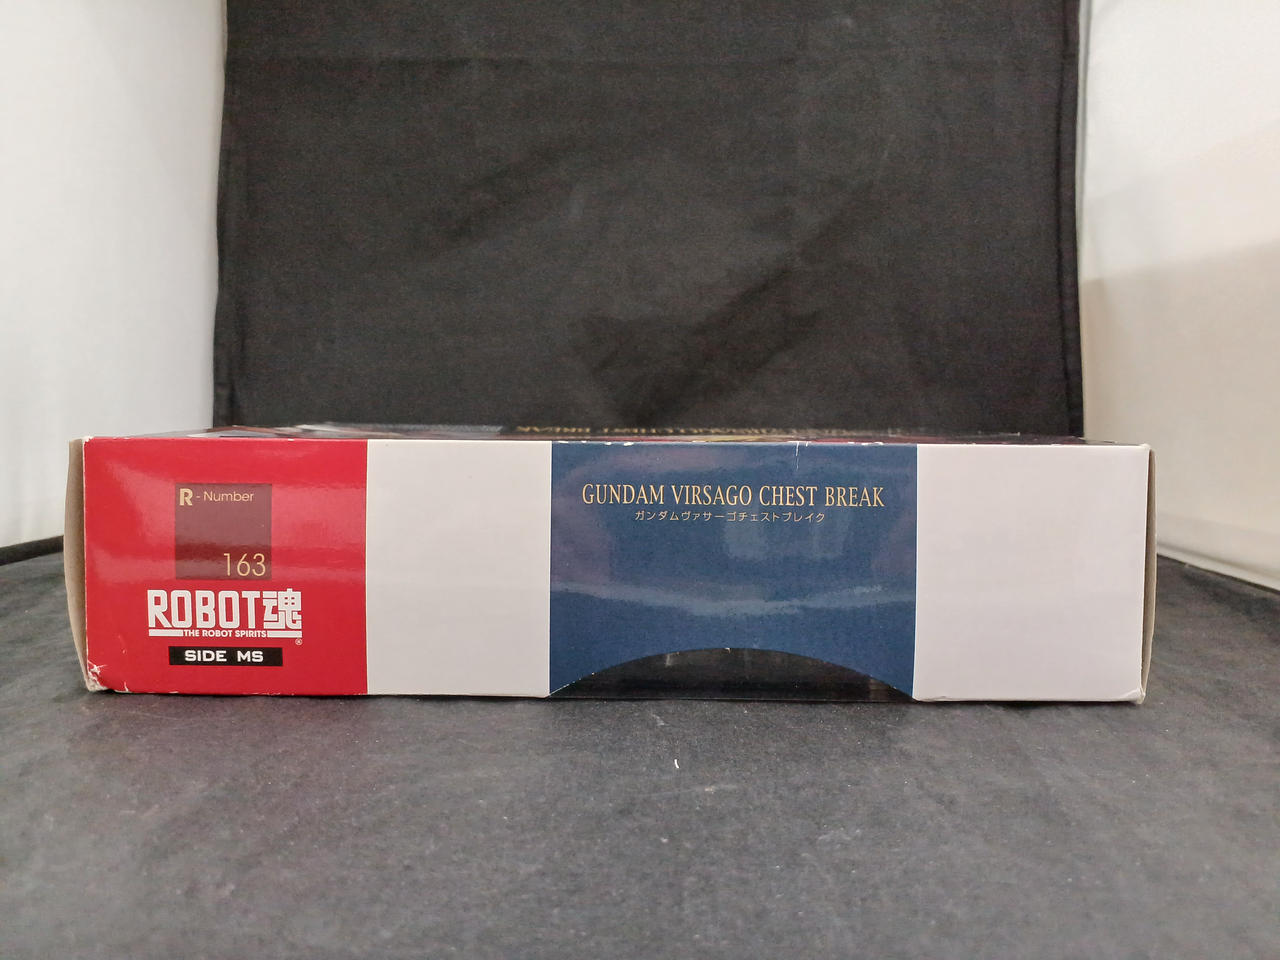 R - Number
163
ROBOT魂
THE ROBOT SPIRITS
®
SIDE MS
GUNDAM VIRSAGO CHEST BREAK
ガンダムヴァサーゴチェストブレイク